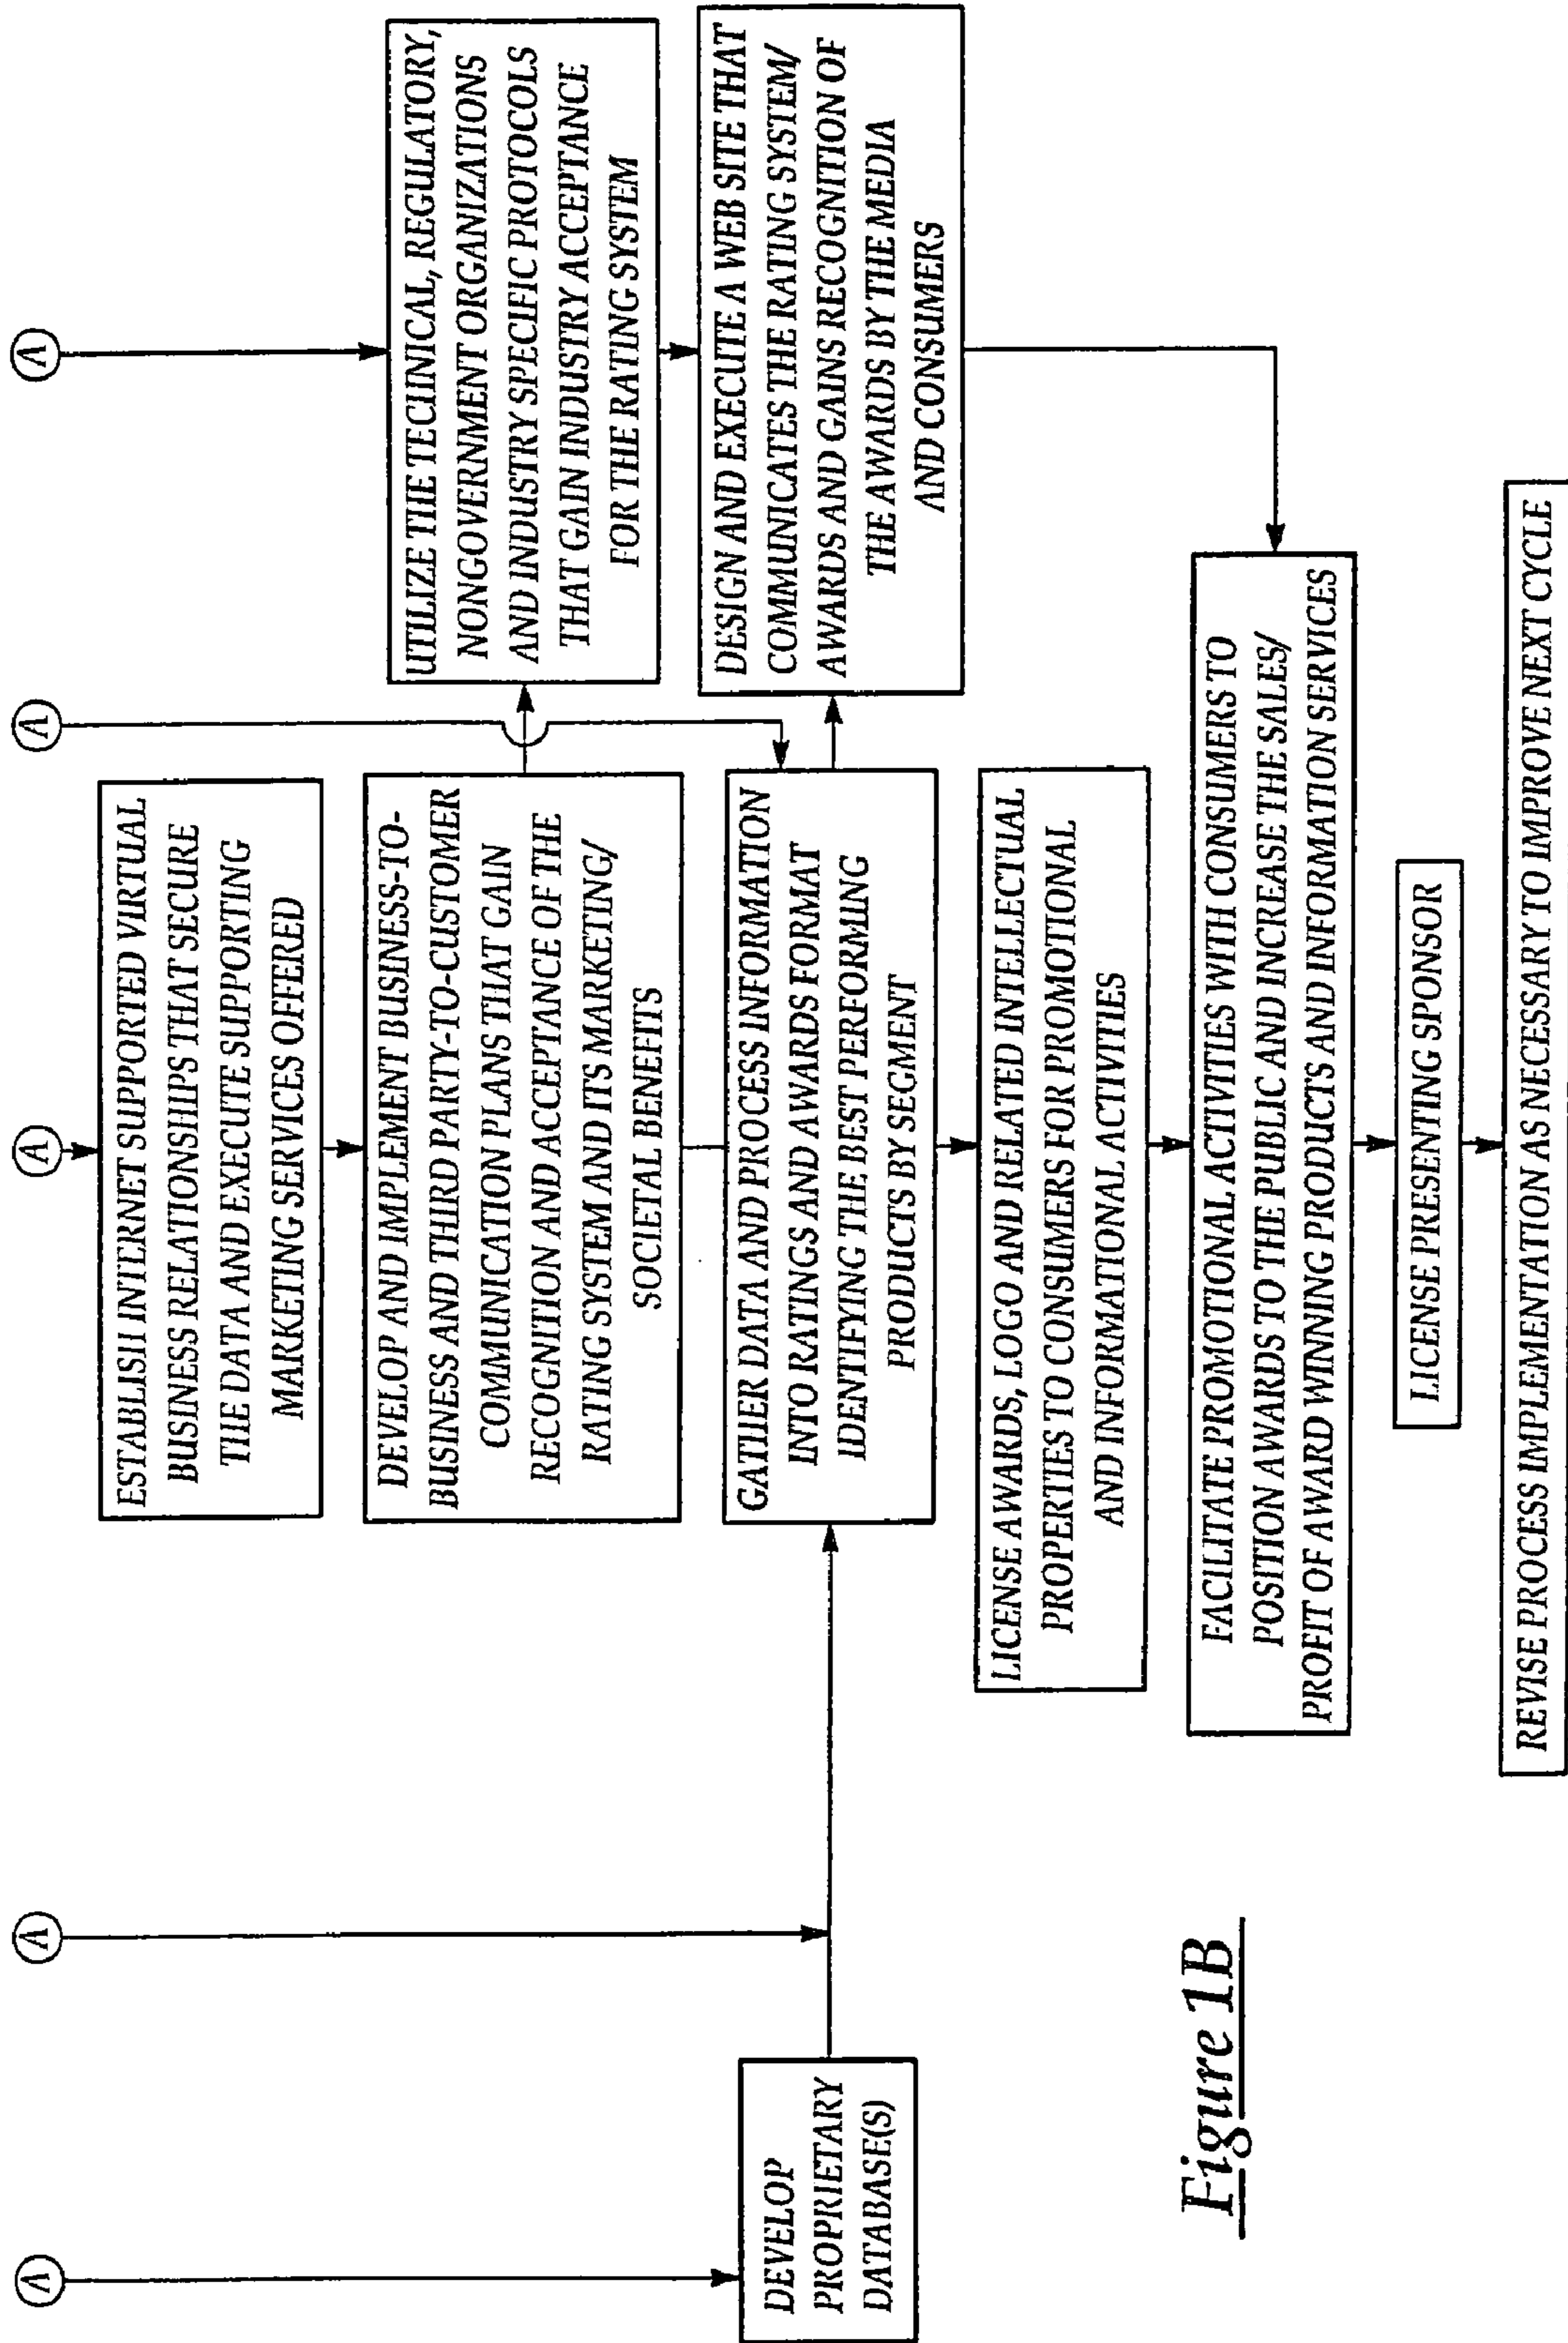 A
A
A
A
A
ESTABLISH INTERNET SUPPORTED VIRTUAL
BUSINESS RELATIONSHIPS THAT SECURE
THE DATA AND EXECUTE SUPPORTING
MARKETING SERVICES OFFERED
DEVELOP AND IMPLEMENT BUSINESS-TO-
BUSINESS AND THIRD PARTY-TO-CUSTOMER
COMMUNICATION PLANS THAT GAIN
RECOGNITION AND ACCEPTANCE OF THE
RATING SYSTEM AND ITS MARKETING/
SOCIETAL BENEFITS
UTILIZE THE TECHNICAL, REGULATORY,
NONGOVERNMENT ORGANIZATIONS
AND INDUSTRY SPECIFIC PROTOCOLS
THAT GAIN INDUSTRY ACCEPTANCE
FOR THE RATING SYSTEM
DEVELOP
PROPRIETARY
DATABASE(S)
GATHER DATA AND PROCESS INFORMATION
INTO RATINGS AND AWARDS FORMAT
IDENTIFYING THE BEST PERFORMING
PRODUCTS BY SEGMENT
DESIGN AND EXECUTE A WEB SITE THAT
COMMUNICATES THE RATING SYSTEM/
AWARDS AND GAINS RECOGNITION OF
THE AWARDS BY THE MEDIA
AND CONSUMERS
LICENSE AWARDS, LOGO AND RELATED INTELLECTUAL
PROPERTIES TO CONSUMERS FOR PROMOTIONAL
AND INFORMATIONAL ACTIVITIES
FACILITATE PROMOTIONAL ACTIVITIES WITH CONSUMERS TO
POSITION AWARDS TO THE PUBLIC AND INCREASE THE SALES/
PROFIT OF AWARD WINNING PRODUCTS AND INFORMATION SERVICES
LICENSE PRESENTING SPONSOR
REVISE PROCESS IMPLEMENTATION AS NECESSARY TO IMPROVE NEXT CYCLE
Figure 1B